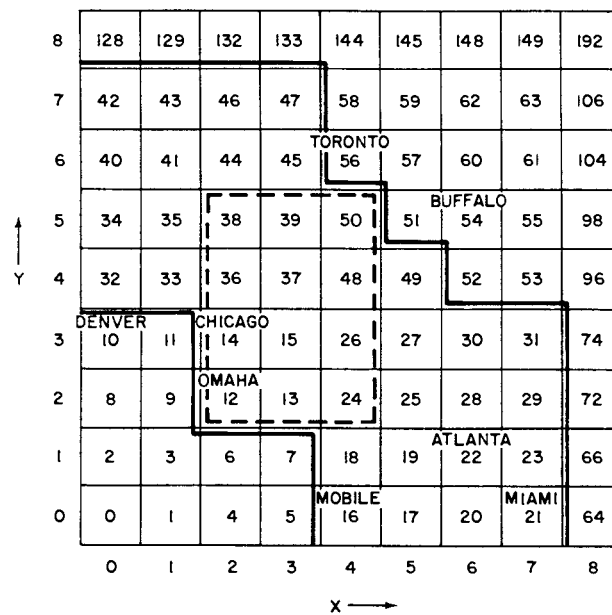 8 128 129 132 133 144 145 148 149 192
7 42 43 46 47 58 59 62 63 106
TORONTO
6 40 41 44 45 56 57 60 61 104
BUFFALO
5 34 35 38 39 50 51 54 55 98
Y
4 32 33 36 37 48 49 52 53 96
DENVER CHICAGO
3 10 11 14 15 26 27 30 31 74
OMAHA
2 8 9 12 13 24 25 28 29 72
ATLANTA
1 2 3 6 7 18 19 22 23 66
MOBILE MIAMI
0 0 1 4 5 16 17 20 21 64
0 1 2 3 4 5 6 7 8
X